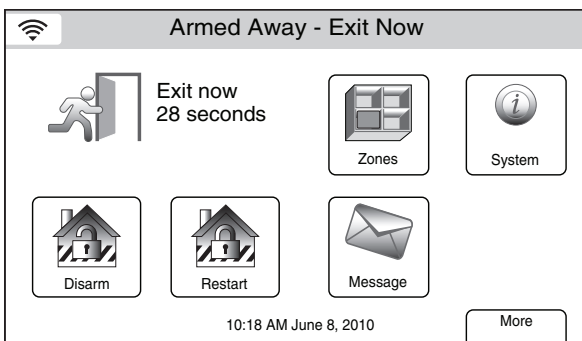 Armed Away - Exit Now
Exit now
28 seconds
Zones
System
Disarm
Restart
Message
10:18 AM June 8, 2010
More